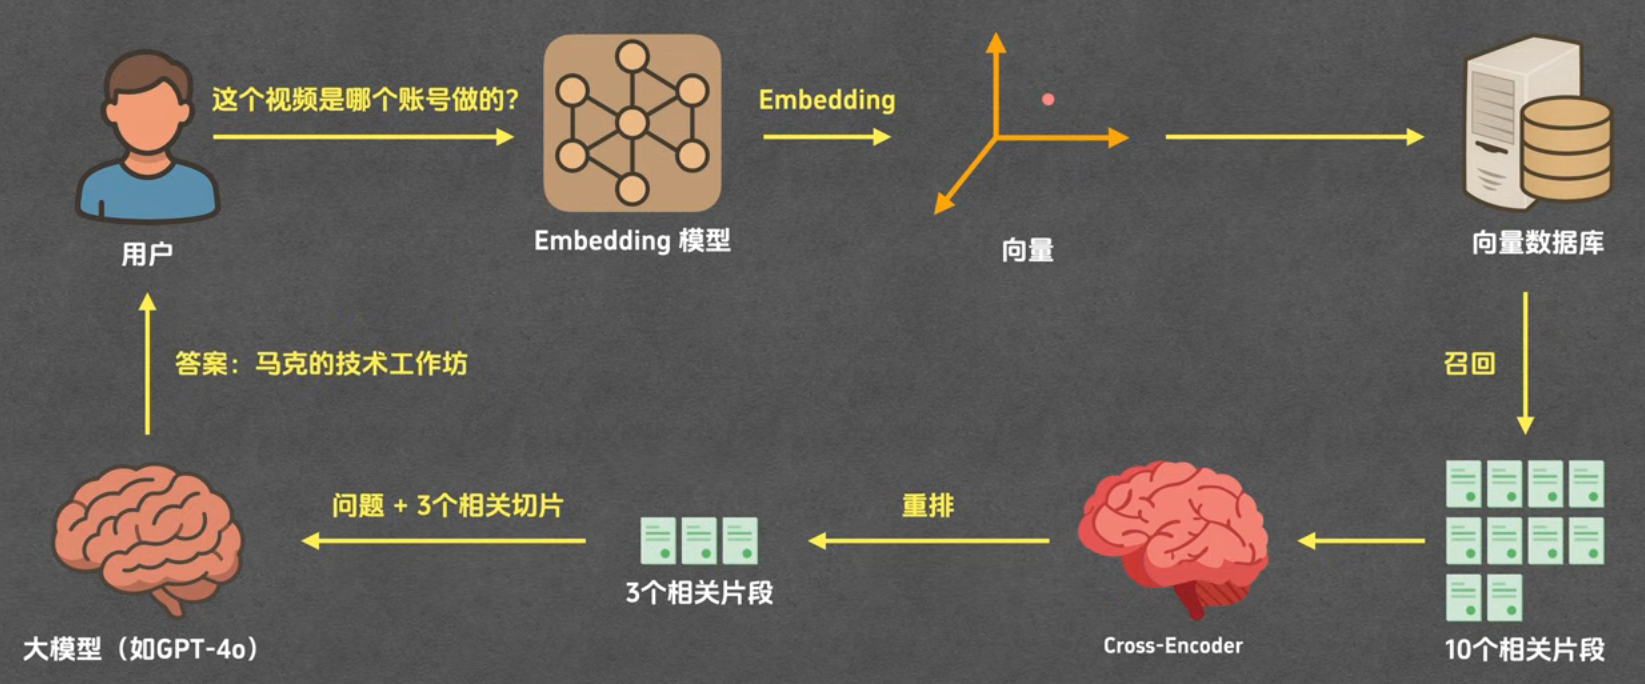 这个视频是哪个账号做的？
Embedding
用户
Embedding 模型
向量
向量数据库
召回
答案：马克的技术工作坊
问题 + 3个相关切片
重排
3个相关片段
大模型（如GPT-4o）
Cross-Encoder
10个相关片段